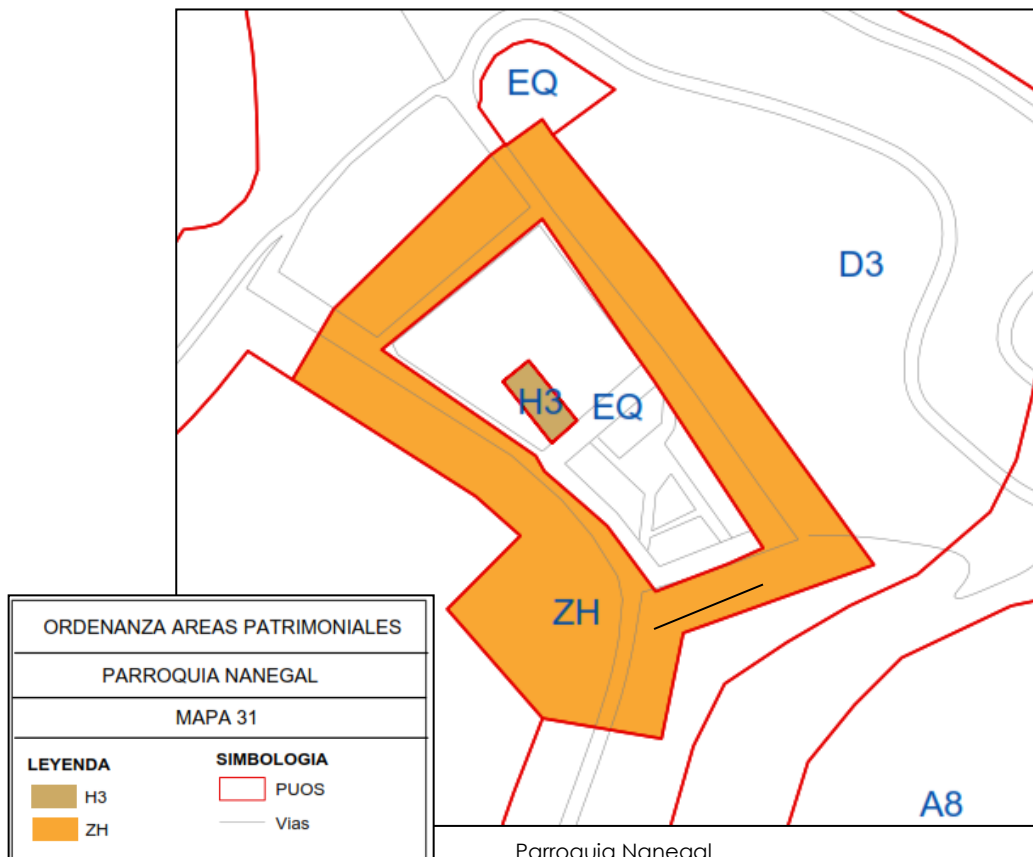 EQ
D3
H3
EQ
ZH
A8
ORDENANZA AREAS PATRIMONIALES
PARROQUIA NANEGAL
MAPA 31
LEYENDA
H3
ZH
SIMBOLOGIA
PUOS
Vias
Parroquia Nanegal